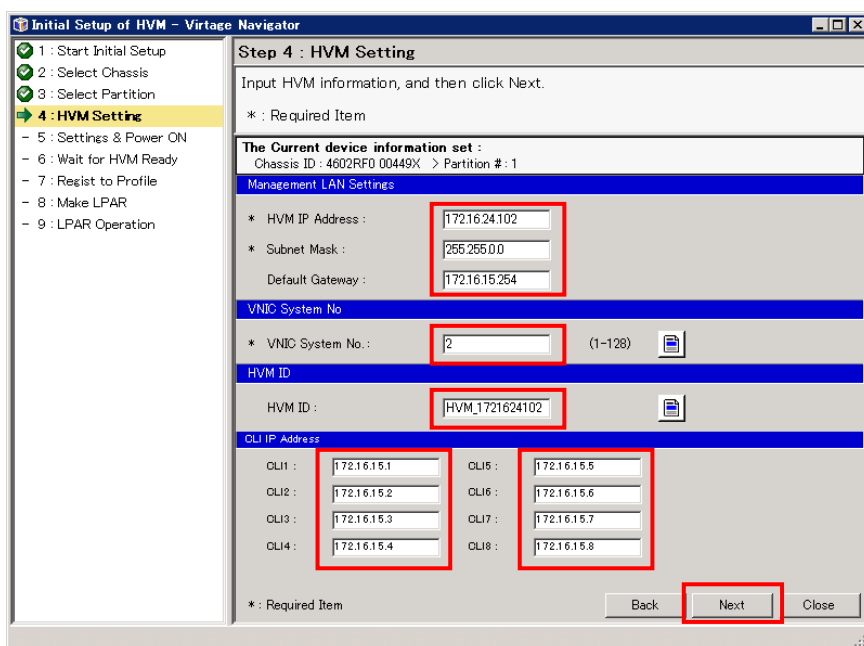 Initial Setup of HVM - Virtage Navigator
1 : Start Initial Setup
2 : Select Chassis
3 : Select Partition
4 : HVM Setting
- 5 : Settings & Power ON
- 6 : Wait for HVM Ready
- 7 : Regist to Profile
- 8 : Make LPAR
- 9 : LPAR Operation
Step 4 : HVM Setting
Input HVM information, and then click Next.
* : Required Item
The Current device information set :
Chassis ID : 4602RF0 00449X > Partition # : 1
Management LAN Settings
* HVM IP Address : 172.16.24.102
* Subnet Mask : 255.255.0.0
Default Gateway : 172.16.15.254
VNIC System No
* VNIC System No. : 2 (1-128)
HVM ID
HVM ID : HVM_1721624102
CLI IP Address
CLI1 : 172.16.15.1 CLI5 : 172.16.15.5
CLI2 : 172.16.15.2 CLI6 : 172.16.15.6
CLI3 : 172.16.15.3 CLI7 : 172.16.15.7
CLI4 : 172.16.15.4 CLI8 : 172.16.15.8
* : Required Item Back Next Close